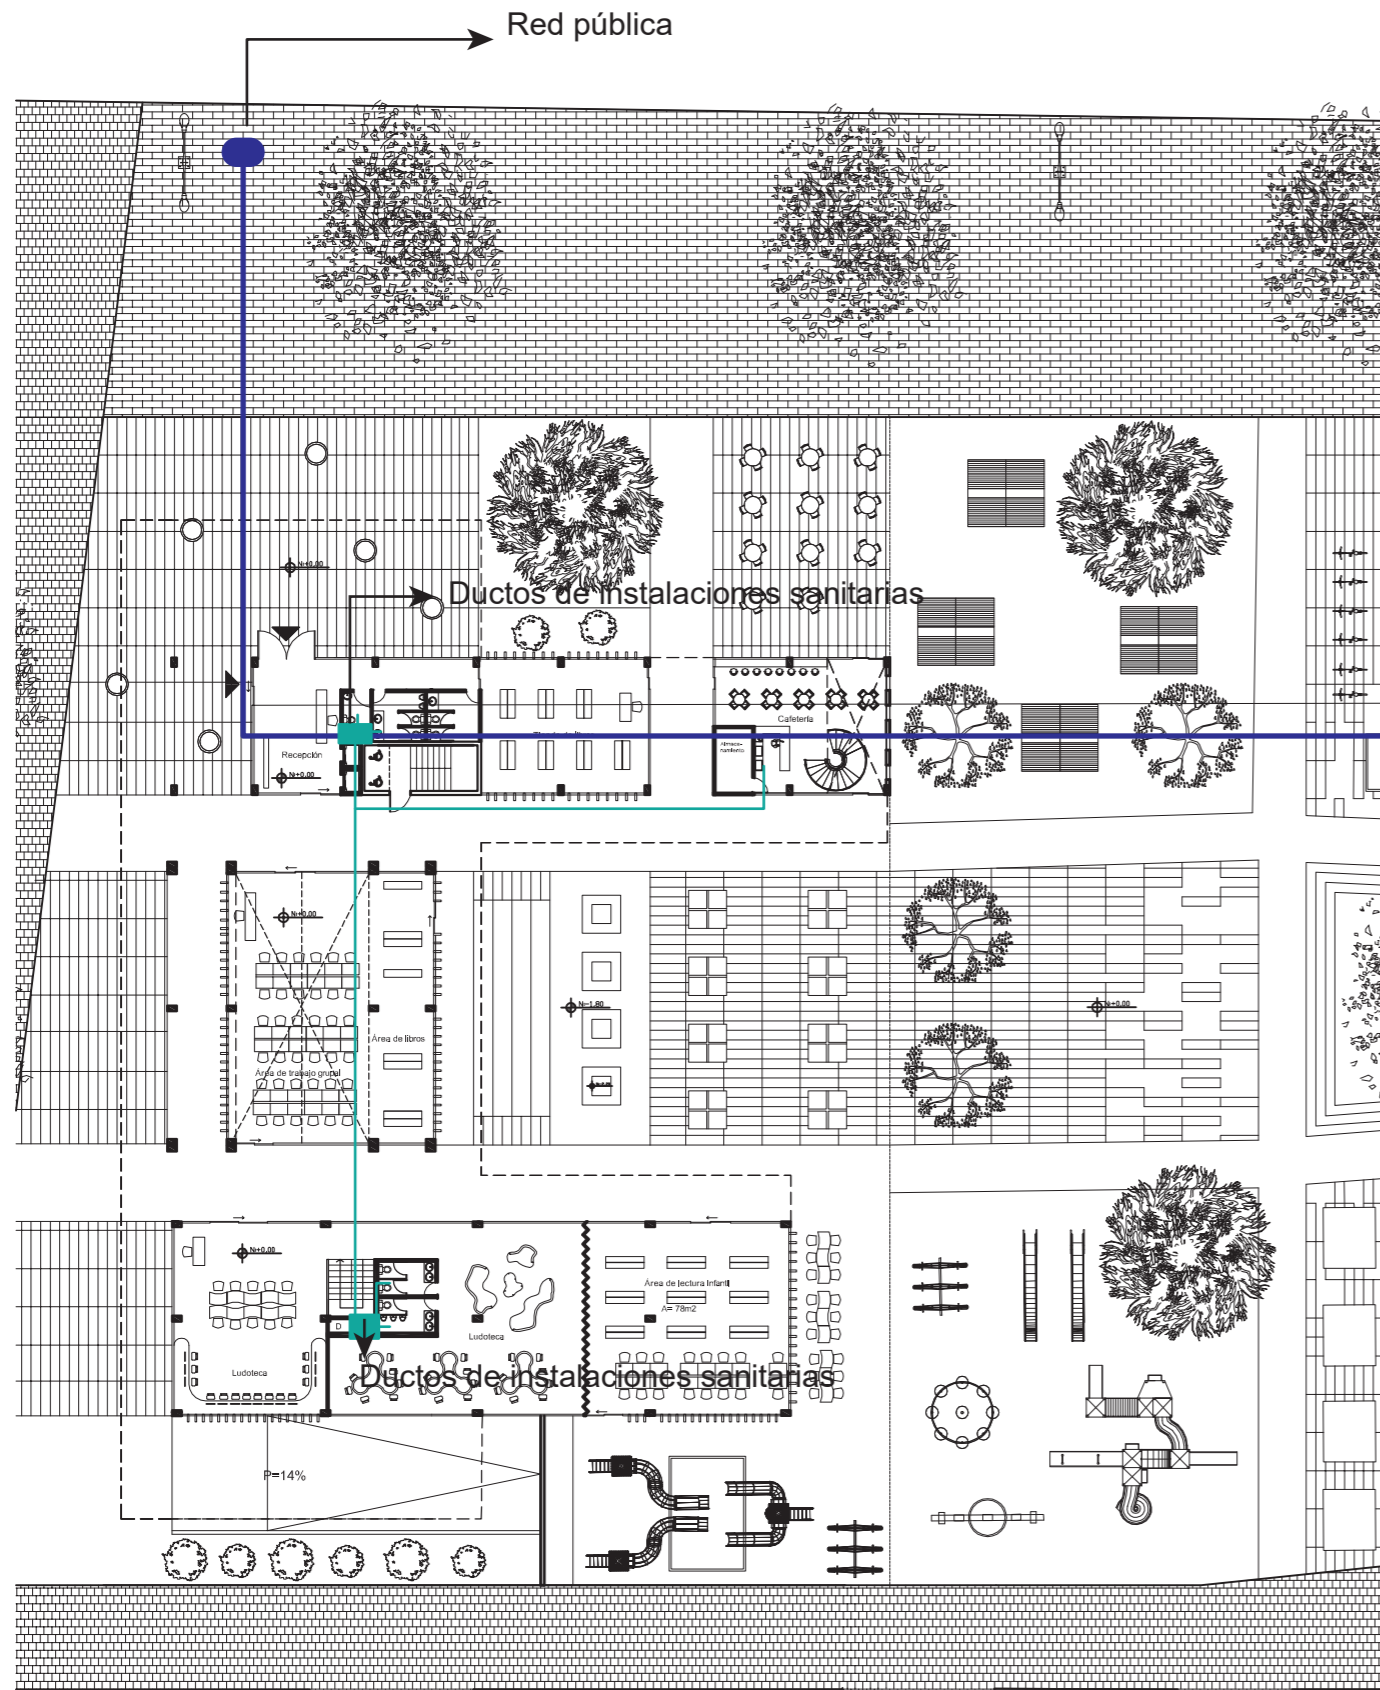 Red pública
N+0.00
Ductos de instalaciones sanitarias
Cafetería
Almace-
namiento
Recepción
N+0.00
N+0.00
N-1.80
N+0.00
Área de libros
Área de trabajo grupal
N+0.00
Área de lectura Infantil
A= 78m2
D
Ludoteca
Ludoteca
Ductos de instalaciones sanitarias
P=14%